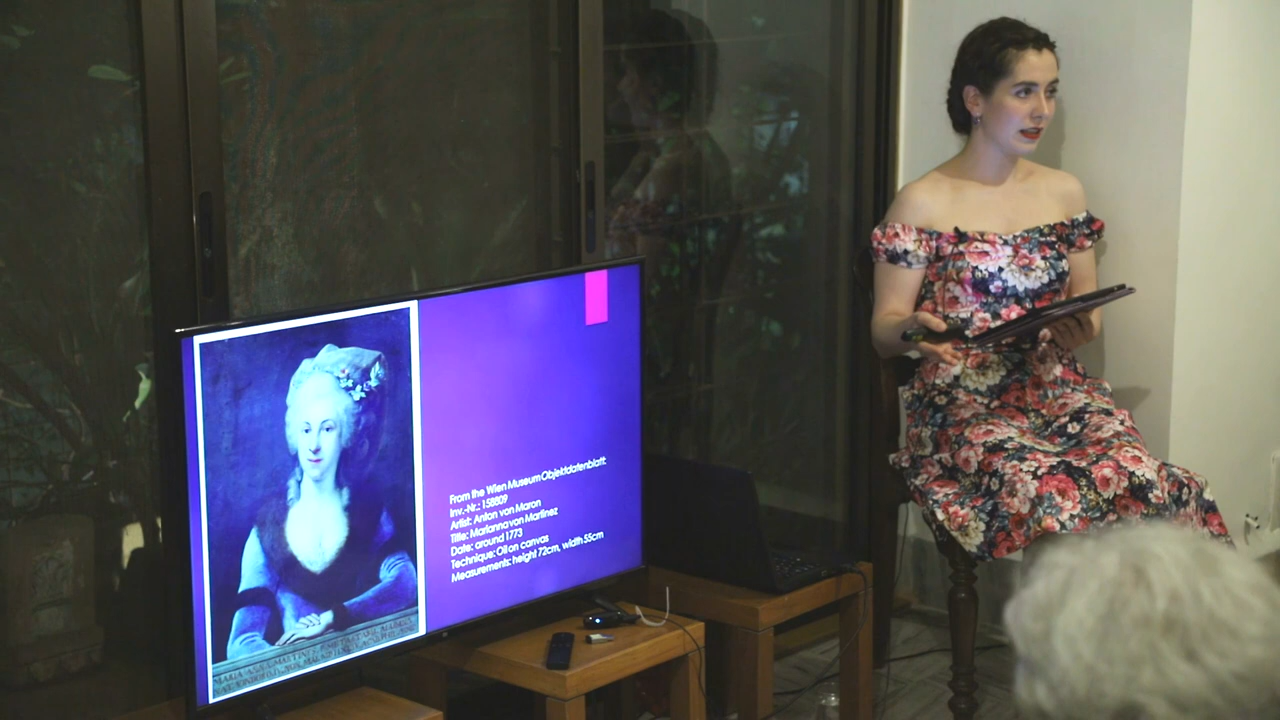 From the Wien Museum Objektdatenblatt:
Inv.-Nr.: 158809
Artist: Anton von Maron
Title: Marianna von Martinez
Date: around 1773
Technique: Oil on canvas
Measurements: height 72cm, width 55cm